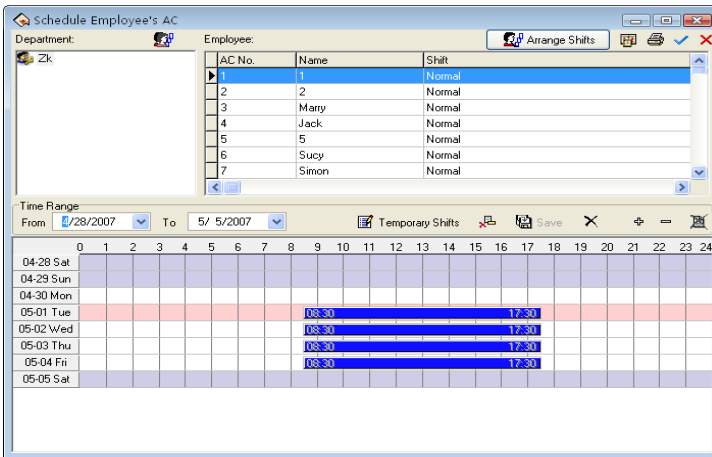 Schedule Employee's AC
Department:
Employee:
Arrange Shifts
Zk
AC No. Name Shift
1 1 Normal
2 2 Normal
3 Marry Normal
4 Jack Normal
5 5 Normal
6 Sucy Normal
7 Simon Normal
Time Range
From 4/28/2007 To 5/ 5/2007 Temporary Shifts Save
0 1 2 3 4 5 6 7 8 9 10 11 12 13 14 15 16 17 18 19 20 21 22 23 24
04-28 Sat
04-29 Sun
04-30 Mon
05-01 Tue 08:30 17:30
05-02 Wed 08:30 17:30
05-03 Thu 08:30 17:30
05-04 Fri 08:30 17:30
05-05 Sat